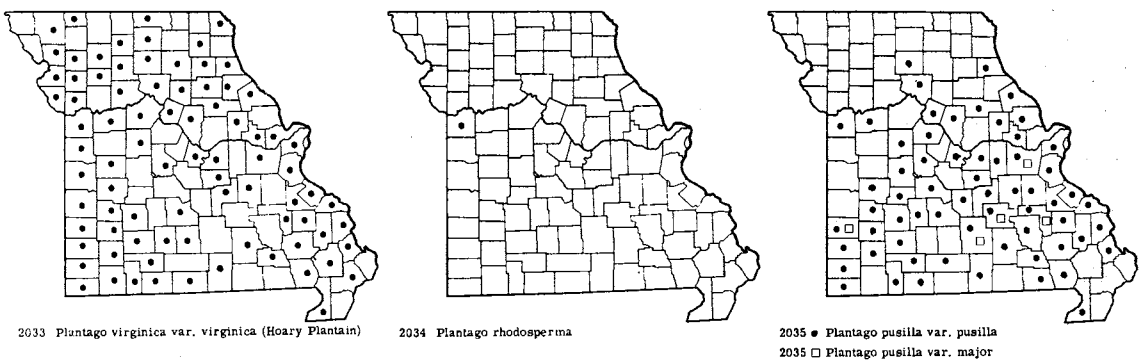 2033 Plantago virginica var. virginica (Hoary Plantain)
2034 Plantago rhodosperma
2035 ● Plantago pusilla var. pusilla
2035 □ Plantago pusilla var. major